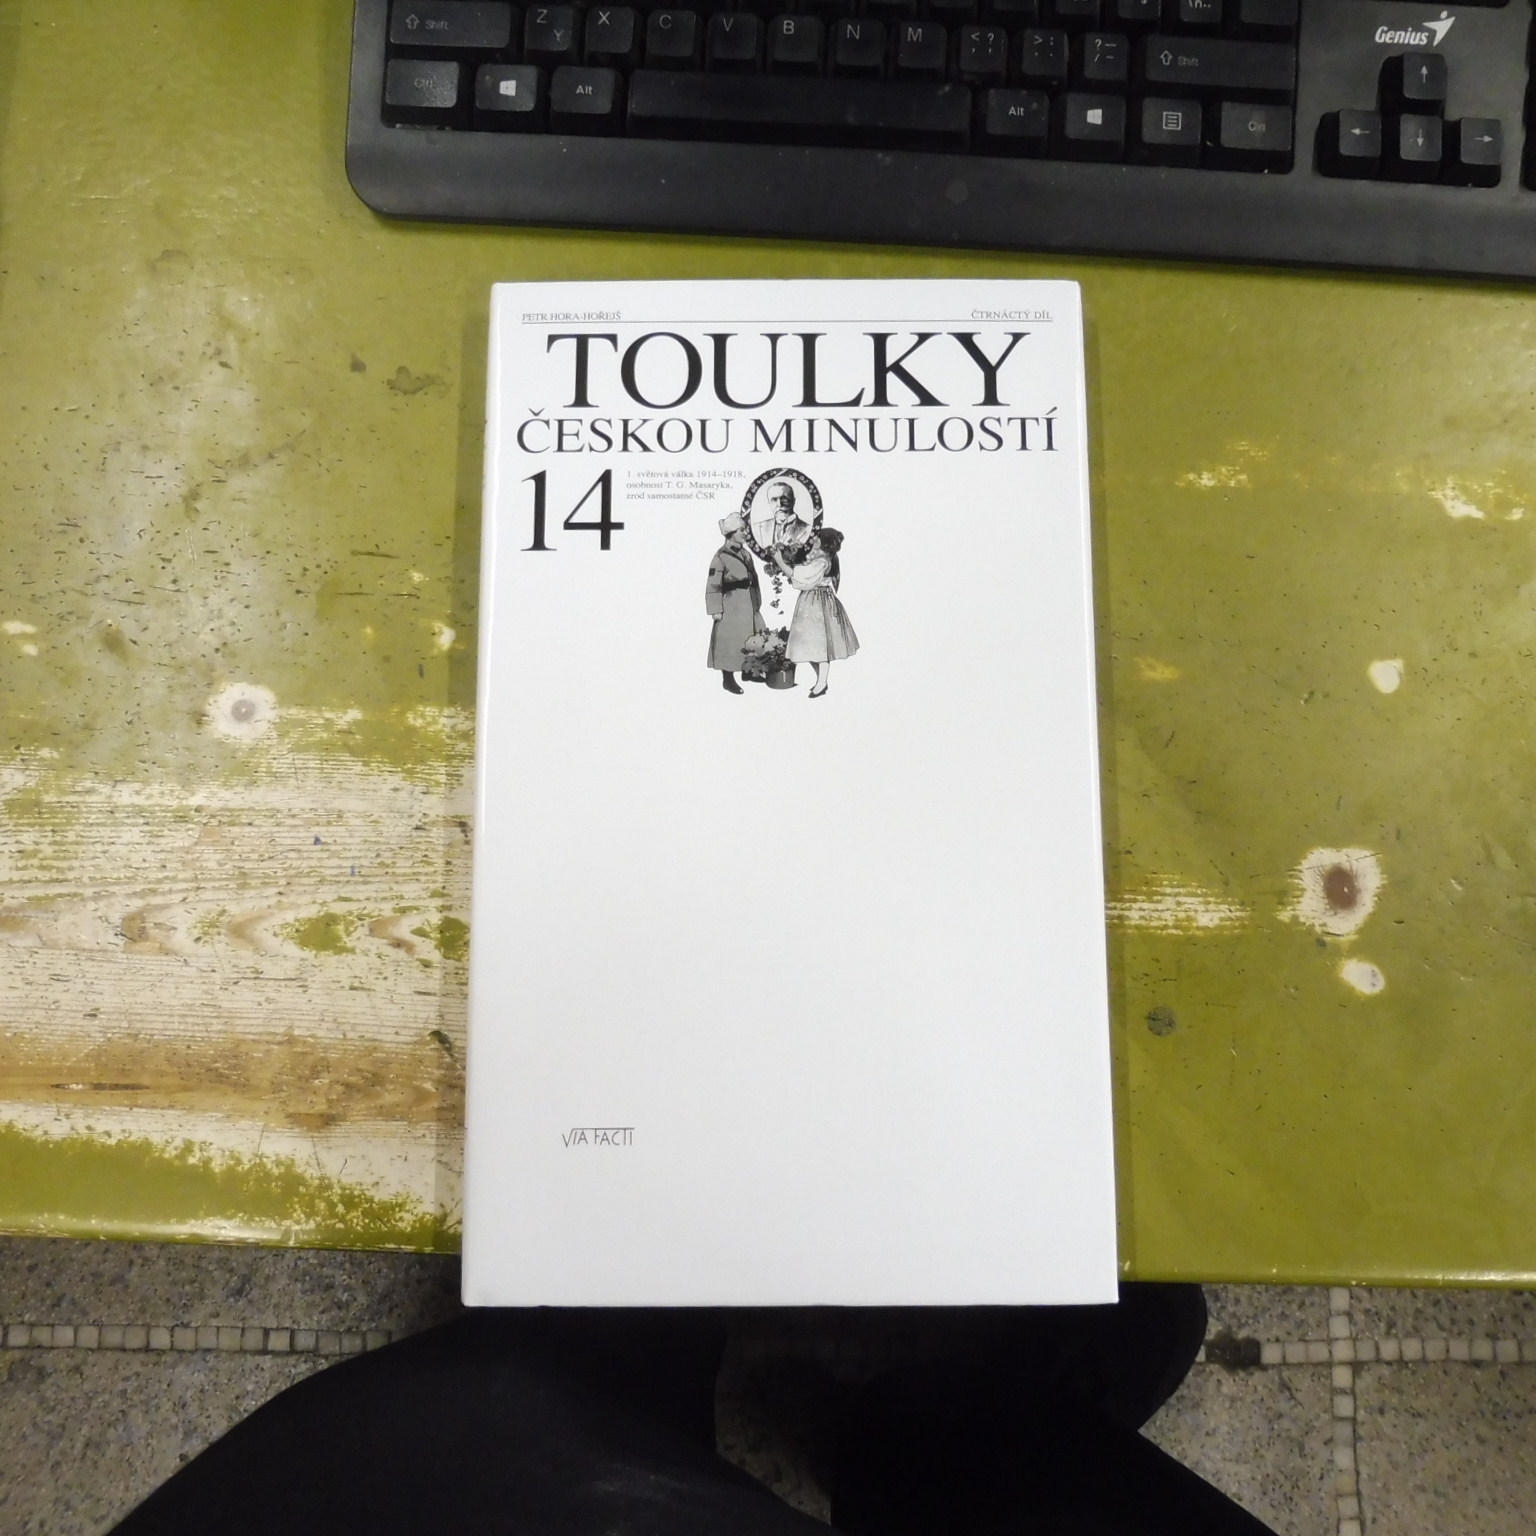 Shift Z Y X C V B N M < ? , ; > : . : ? – / – Shift
Genius
Ctrl Alt Alt Ctrl
PETR HORA-HOŘEJŠ ČTRNÁCTÝ DÍL
TOULKY
ČESKOU MINULOSTÍ
14
1. světová válka 1914–1918,
osobnost T. G. Masaryka,
zrod samostatné ČSR
VIA FACTI